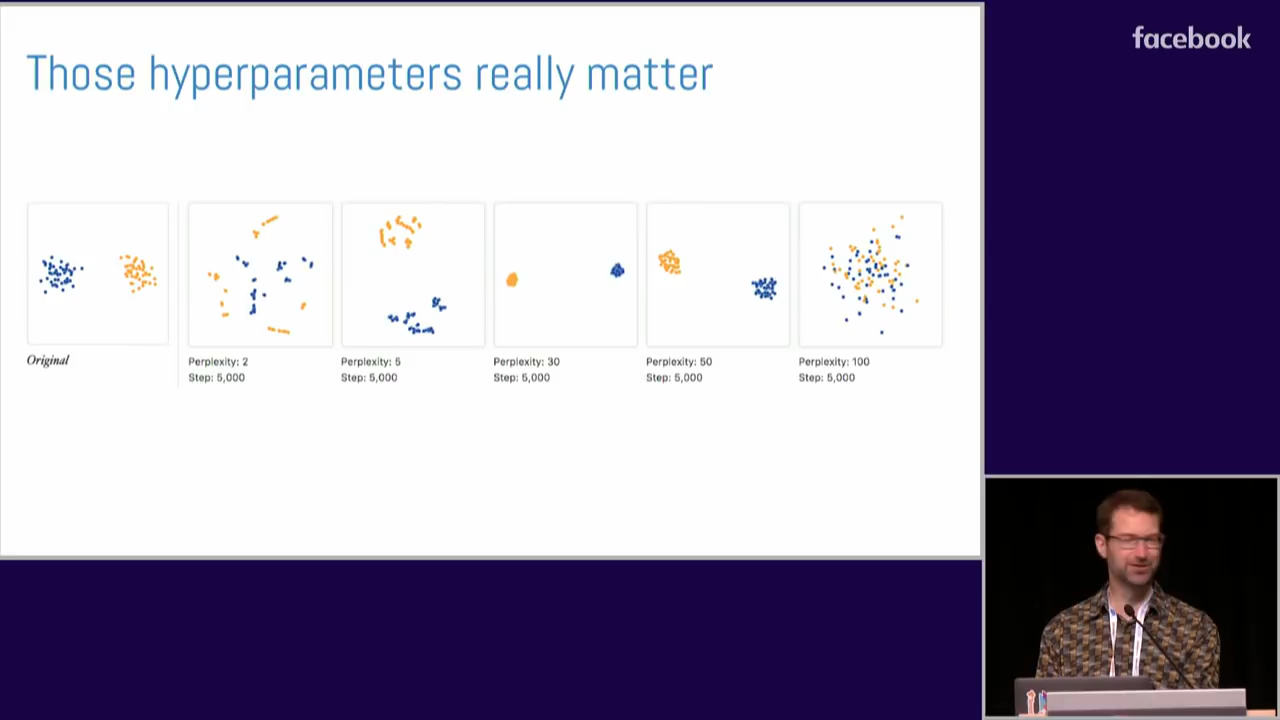 Those hyperparameters really matter
facebook
Original
Perplexity: 2
Step: 5,000
Perplexity: 5
Step: 5,000
Perplexity: 30
Step: 5,000
Perplexity: 50
Step: 5,000
Perplexity: 100
Step: 5,000